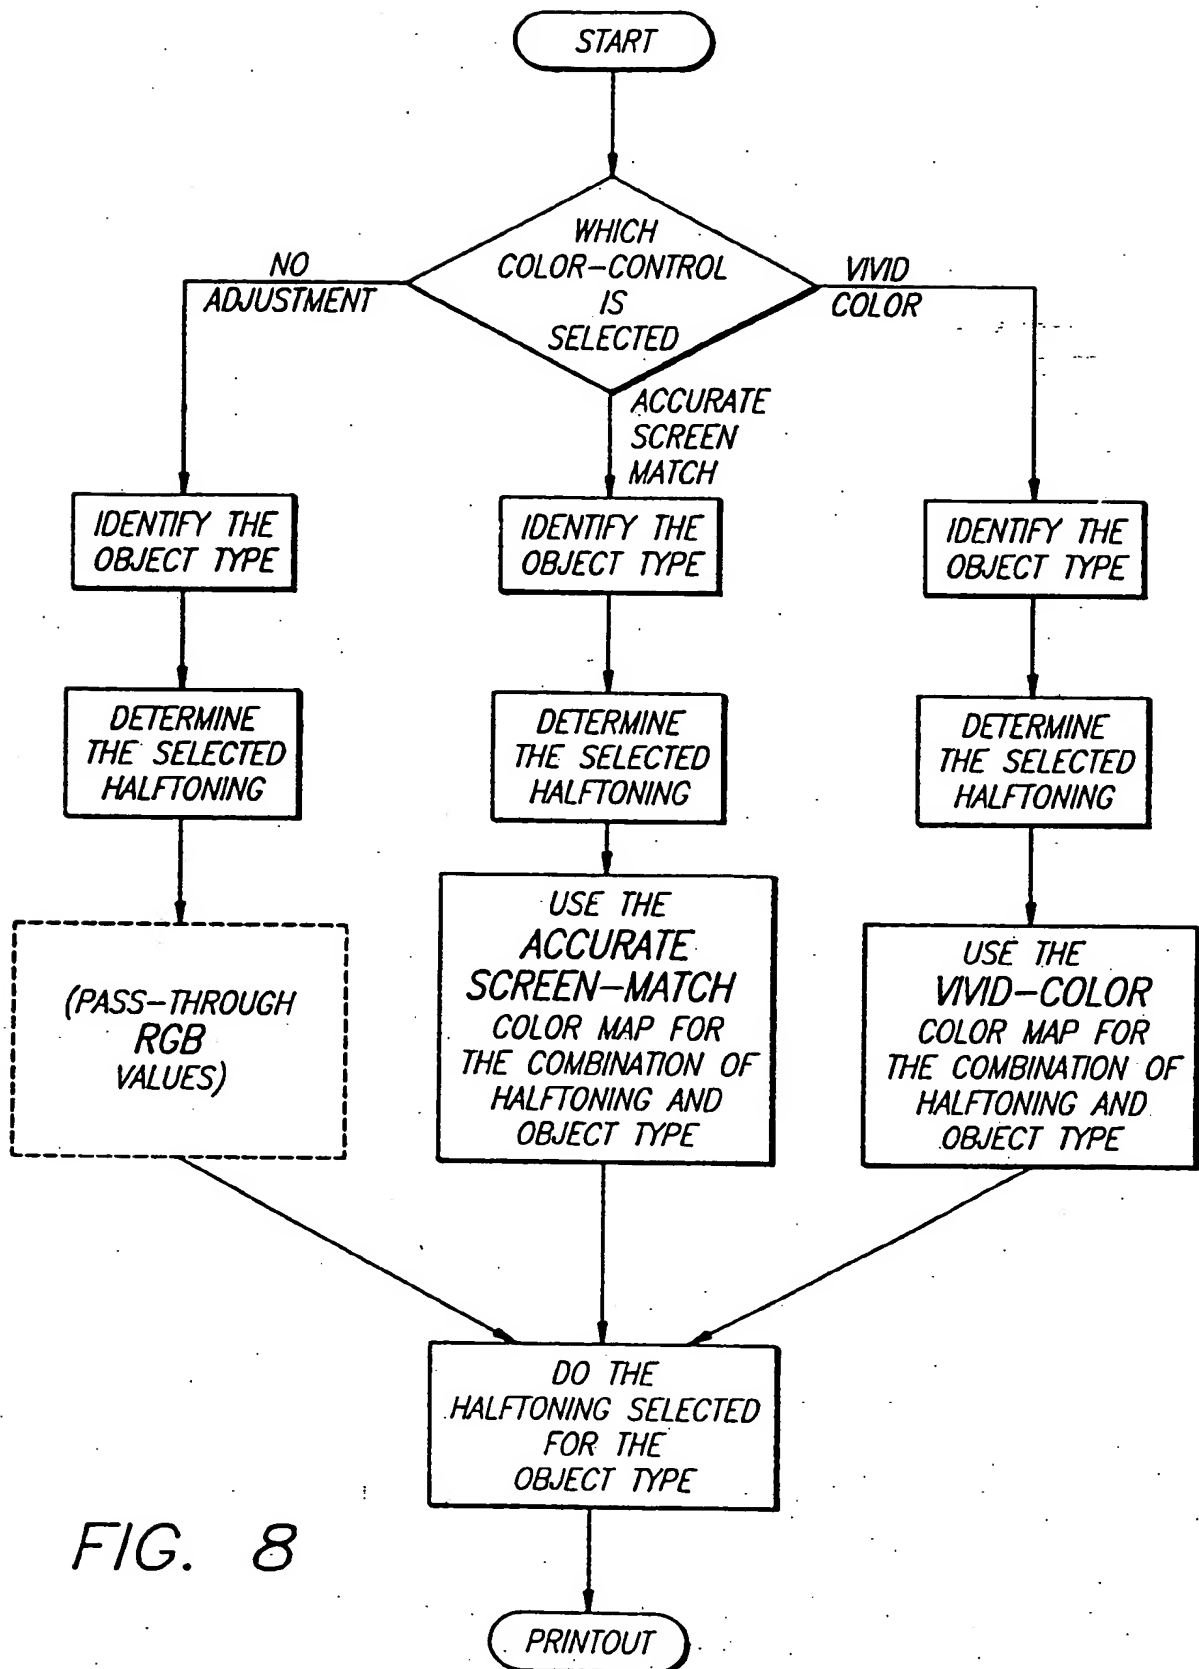 START
WHICH
COLOR-CONTROL
IS
SELECTED
NO
ADJUSTMENT
VIVID
COLOR
ACCURATE
SCREEN
MATCH
IDENTIFY THE
OBJECT TYPE
IDENTIFY THE
OBJECT TYPE
IDENTIFY THE
OBJECT TYPE
DETERMINE
THE SELECTED
HALFTONING
DETERMINE
THE SELECTED
HALFTONING
DETERMINE
THE SELECTED
HALFTONING
(PASS-THROUGH
RGB
VALUES)
USE THE
ACCURATE
SCREEN-MATCH
COLOR MAP FOR
THE COMBINATION OF
HALFTONING AND
OBJECT TYPE
USE THE
VIVID-COLOR
COLOR MAP FOR
THE COMBINATION OF
HALFTONING AND
OBJECT TYPE
DO THE
HALFTONING SELECTED
FOR THE
OBJECT TYPE
FIG. 8
PRINTOUT